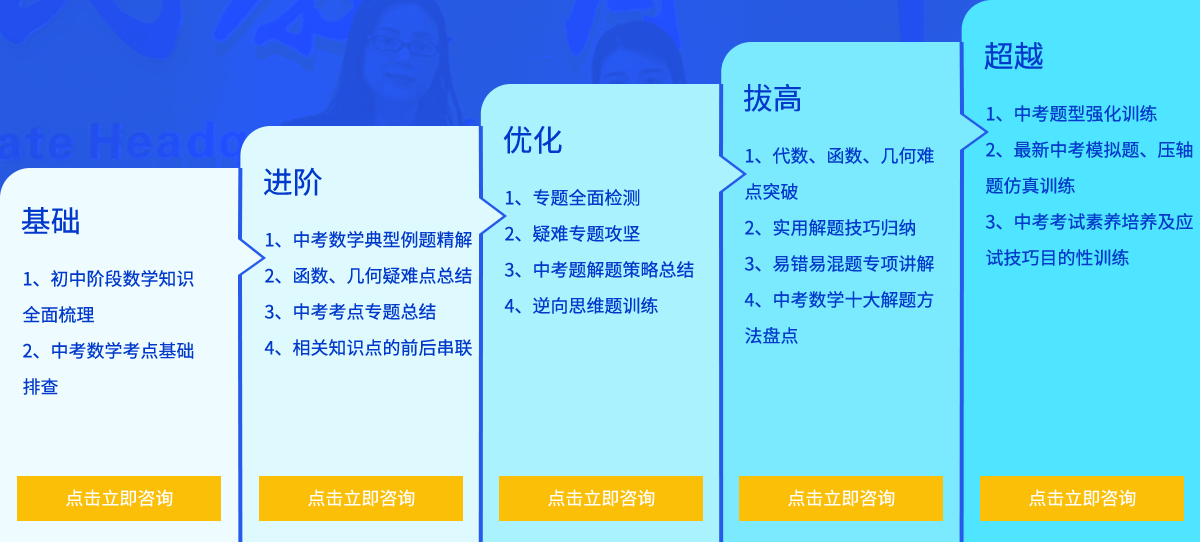 ate Headq
基础
1、初中阶段数学知识
全面梳理
2、中考数学考点基础
排查
点击立即咨询
进阶
1、中考数学典型例题精解
2、函数、几何疑难点总结
3、中考考点专题总结
4、相关知识点的前后串联
点击立即咨询
优化
1、专题全面检测
2、疑难专题攻坚
3、中考题解题策略总结
4、逆向思维题训练
点击立即咨询
拔高
1、代数、函数、几何难
点突破
2、实用解题技巧归纳
3、易错易混题专项讲解
4、中考数学十大解题方
法盘点
点击立即咨询
超越
1、中考题型强化训练
2、最新中考模拟题、压轴
题仿真训练
3、中考考试素养培养及应
试技巧目的性训练
点击立即咨询